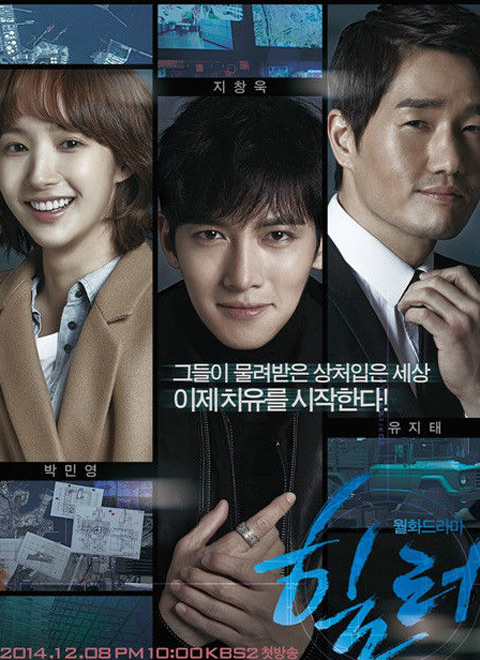 지창욱
그들이 물려받은 상처입은 세상
이제 치유를 시작한다!
유지태
박민영
월화드라마
힐러
2014.12.08 PM 10:00 KBS2 첫방송